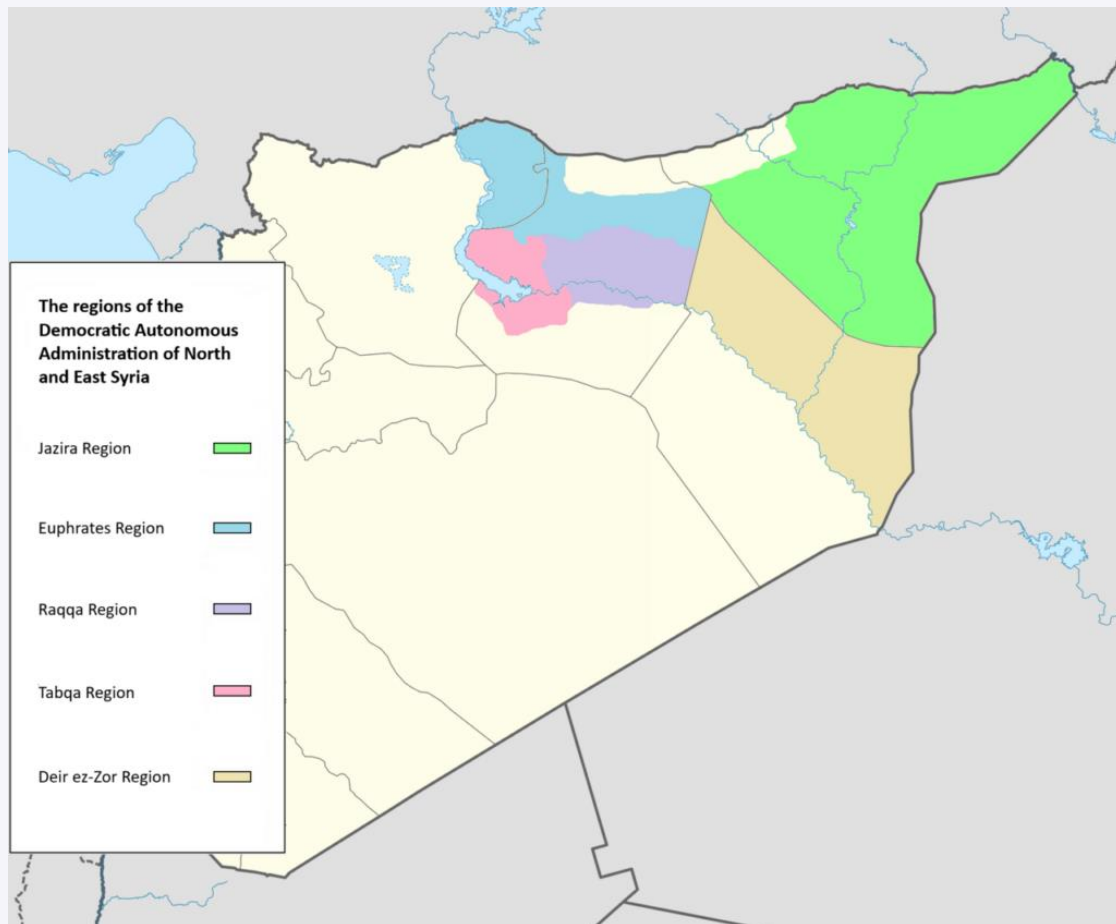 The regions of the
Democratic Autonomous
Administration of North
and East Syria
Jazira Region
Euphrates Region
Raqqa Region
Tabqa Region
Deir ez-Zor Region